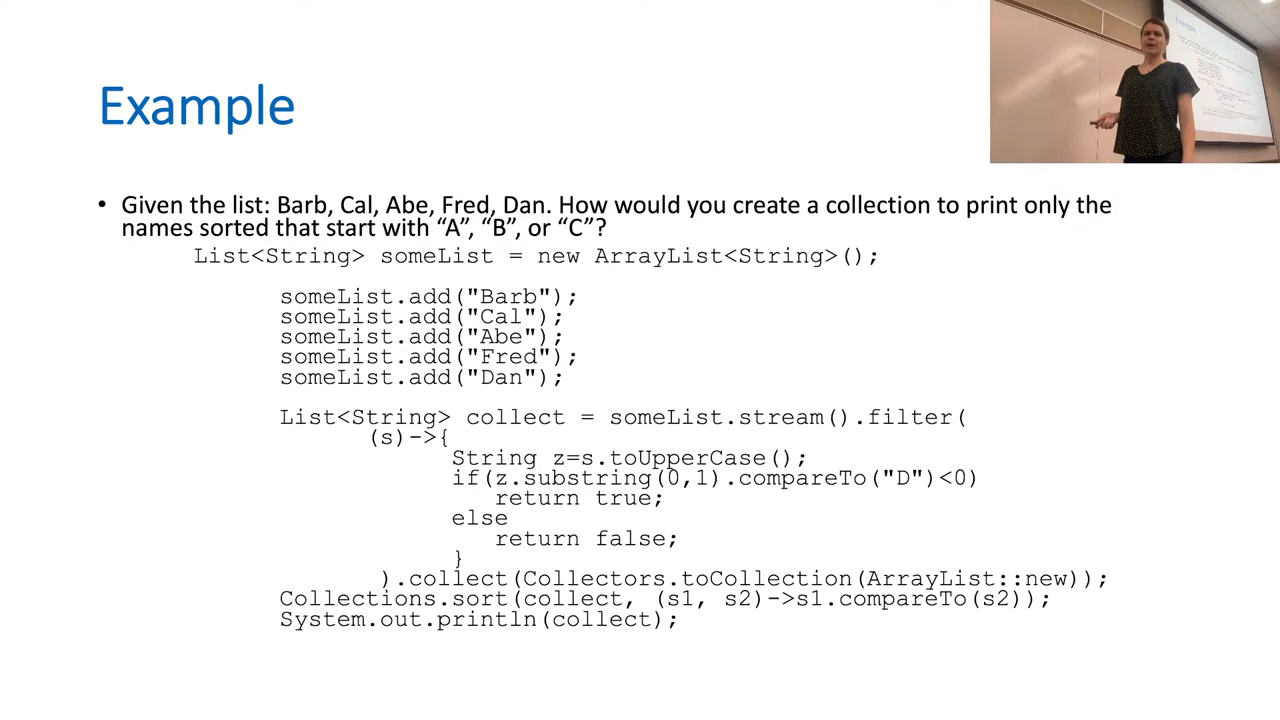 Example
• Given the list: Barb, Cal, Abe, Fred, Dan. How would you create a collection to print only the
names sorted that start with “A”, “B”, or “C”?
List<String> someList = new ArrayList<String>();
someList.add("Barb");
someList.add("Cal");
someList.add("Abe");
someList.add("Fred");
someList.add("Dan");
List<String> collect = someList.stream().filter(
(s)->{
String z=s.toUpperCase();
if(z.substring(0,1).compareTo("D")<0)
return true;
else
return false;
}
).collect(Collectors.toCollection(ArrayList::new));
Collections.sort(collect, (s1, s2)->s1.compareTo(s2));
System.out.println(collect);
Example